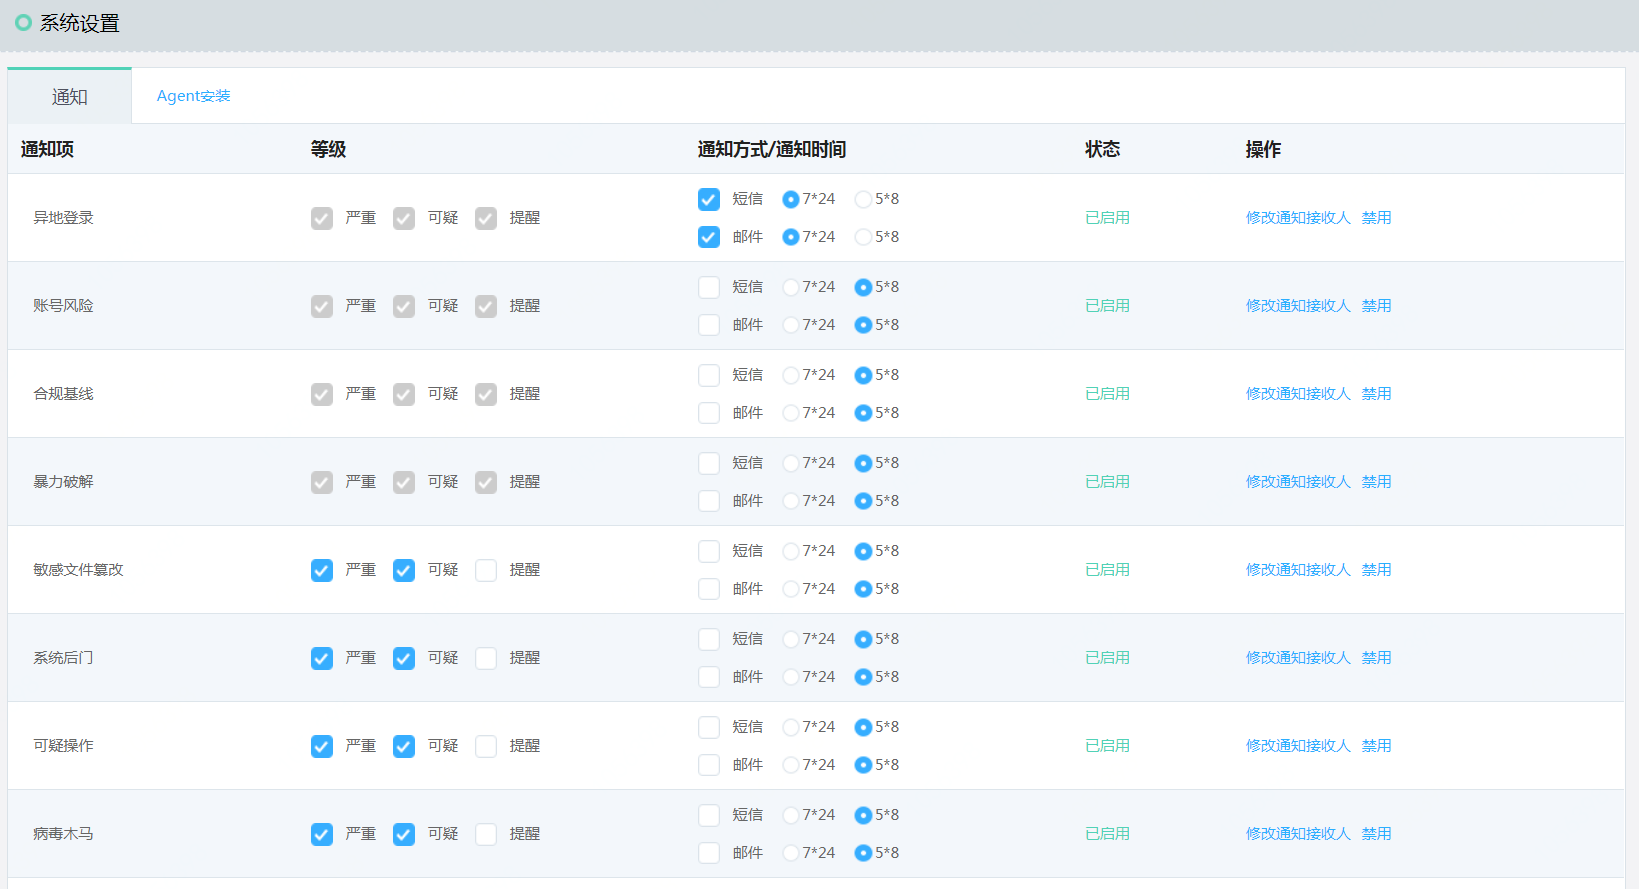 系统设置
通知 Agent安装
通知项 等级 通知方式/通知时间 状态 操作
异地登录 严重 可疑 提醒 短信 7*24 5*8 已启用 修改通知接收人 禁用
邮件 7*24 5*8
账号风险 严重 可疑 提醒 短信 7*24 5*8 已启用 修改通知接收人 禁用
邮件 7*24 5*8
合规基线 严重 可疑 提醒 短信 7*24 5*8 已启用 修改通知接收人 禁用
邮件 7*24 5*8
暴力破解 严重 可疑 提醒 短信 7*24 5*8 已启用 修改通知接收人 禁用
邮件 7*24 5*8
敏感文件篡改 严重 可疑 提醒 短信 7*24 5*8 已启用 修改通知接收人 禁用
邮件 7*24 5*8
系统后门 严重 可疑 提醒 短信 7*24 5*8 已启用 修改通知接收人 禁用
邮件 7*24 5*8
可疑操作 严重 可疑 提醒 短信 7*24 5*8 已启用 修改通知接收人 禁用
邮件 7*24 5*8
病毒木马 严重 可疑 提醒 短信 7*24 5*8 已启用 修改通知接收人 禁用
邮件 7*24 5*8